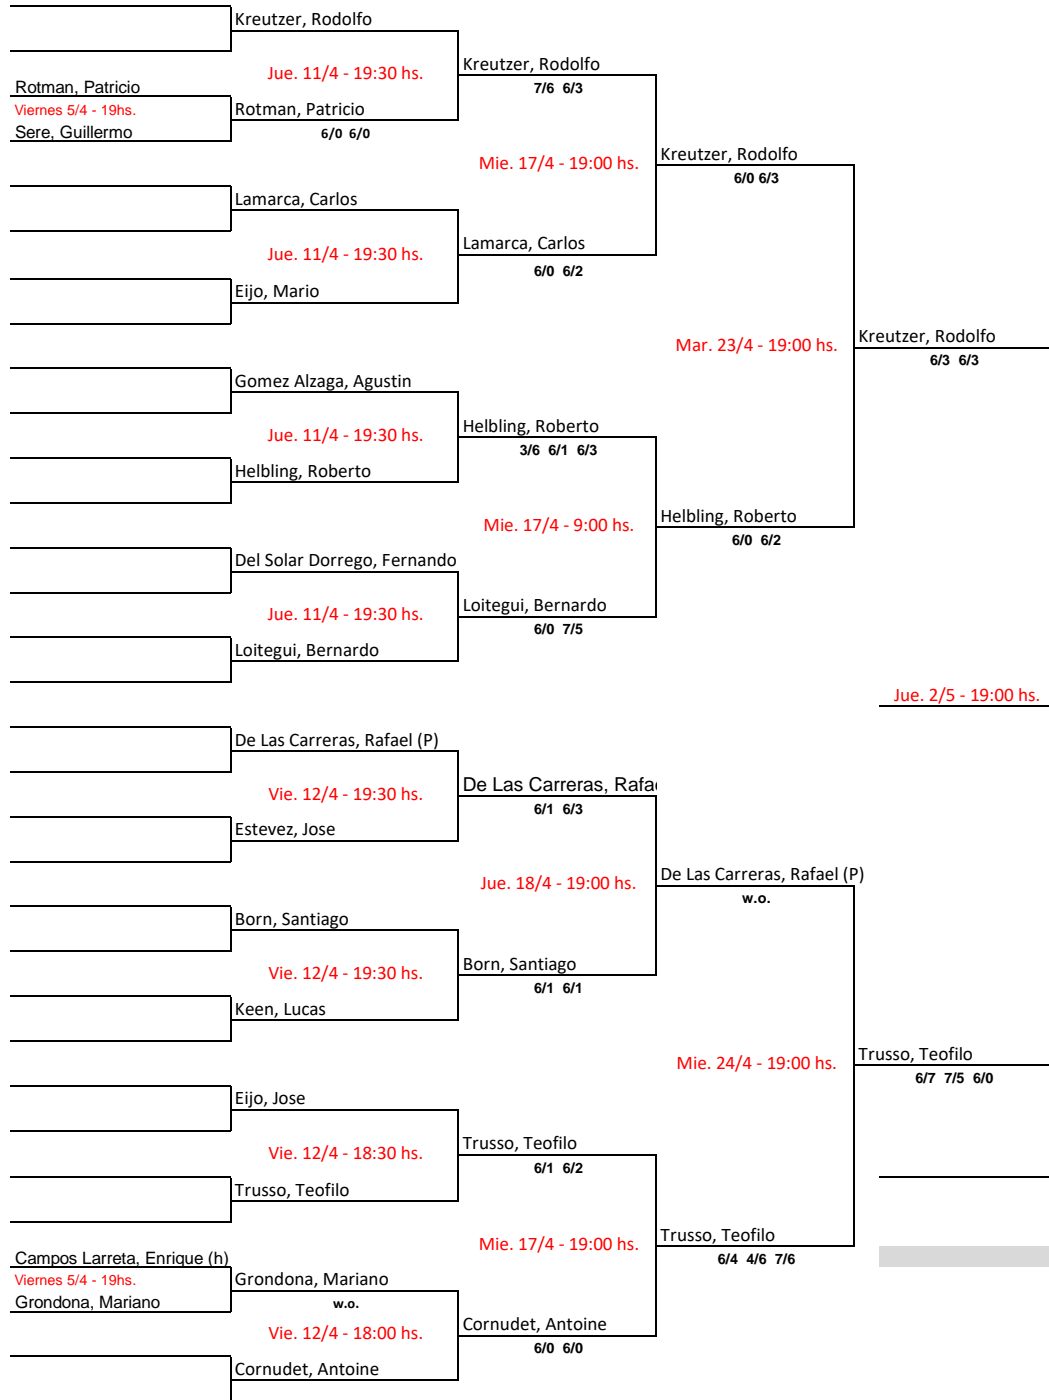 Kreutzer, Rodolfo
Jue. 11/4 - 19:30 hs.
Kreutzer, Rodolfo
7/6 6/3
Rotman, Patricio
Viernes 5/4 - 19hs.
Sere, Guillermo
Rotman, Patricio
6/0 6/0
Mie. 17/4 - 19:00 hs.
Kreutzer, Rodolfo
6/0 6/3
Lamarca, Carlos
Jue. 11/4 - 19:30 hs.
Lamarca, Carlos
6/0 6/2
Eijo, Mario
Mar. 23/4 - 19:00 hs.
Kreutzer, Rodolfo
6/3 6/3
Gomez Alzaga, Agustin
Jue. 11/4 - 19:30 hs.
Helbling, Roberto
3/6 6/1 6/3
Helbling, Roberto
Mie. 17/4 - 9:00 hs.
Helbling, Roberto
6/0 6/2
Del Solar Dorrego, Fernando
Jue. 11/4 - 19:30 hs.
Loitegui, Bernardo
6/0 7/5
Loitegui, Bernardo
Jue. 2/5 - 19:00 hs.
De Las Carreras, Rafael (P)
Vie. 12/4 - 19:30 hs.
De Las Carreras, Rafae
6/1 6/3
Estevez, Jose
Jue. 18/4 - 19:00 hs.
De Las Carreras, Rafael (P)
w.o.
Born, Santiago
Vie. 12/4 - 19:30 hs.
Born, Santiago
6/1 6/1
Keen, Lucas
Mie. 24/4 - 19:00 hs.
Trusso, Teofilo
6/7 7/5 6/0
Eijo, Jose
Vie. 12/4 - 18:30 hs.
Trusso, Teofilo
6/1 6/2
Trusso, Teofilo
Mie. 17/4 - 19:00 hs.
Trusso, Teofilo
6/4 4/6 7/6
Campos Larreta, Enrique (h)
Viernes 5/4 - 19hs.
Grondona, Mariano
Grondona, Mariano
w.o.
Vie. 12/4 - 18:00 hs.
Cornudet, Antoine
6/0 6/0
Cornudet, Antoine